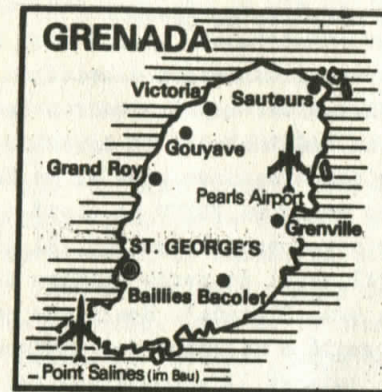 GRENADA
Victoria
Sauteurs
Gouyave
Grand Roy
Pearls Airport
Grenville
ST. GEORGE'S
Baillies Bacolet
Point Salines (im Bau)